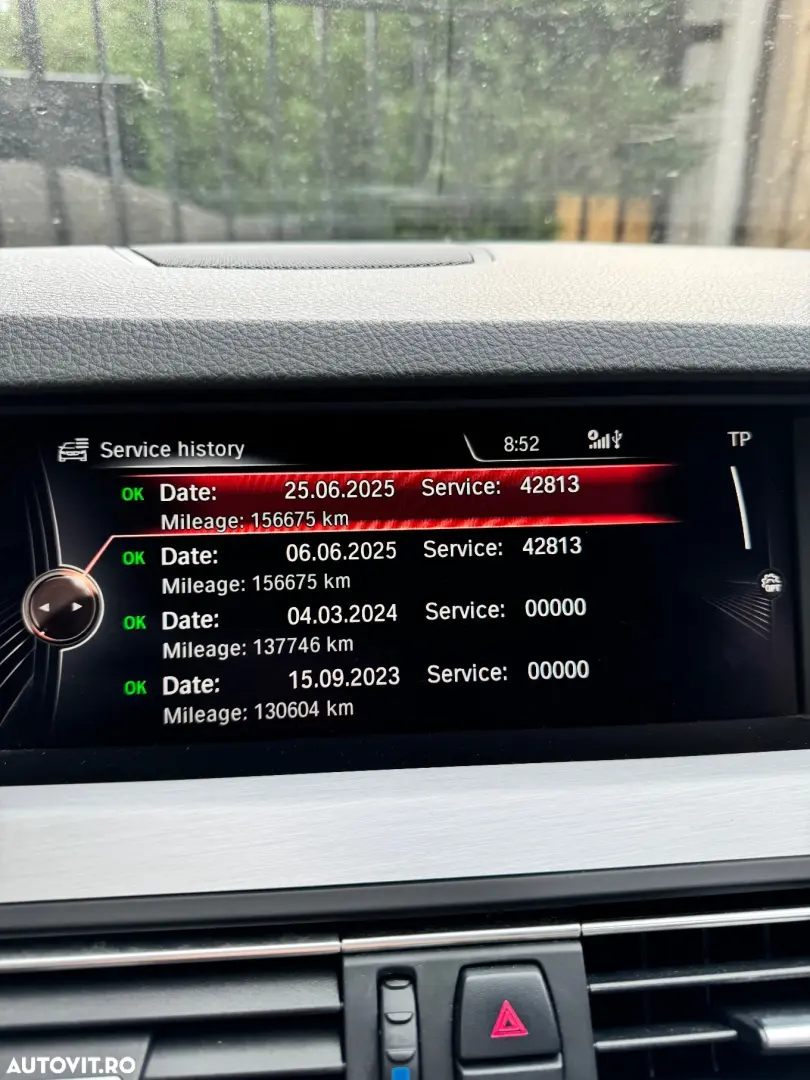 Service history 8:52 TP
OK Date: 25.06.2025 Service: 42813
Mileage: 156675 km
OK Date: 06.06.2025 Service: 42813
Mileage: 156675 km
OK Date: 04.03.2024 Service: 00000
Mileage: 137746 km
OK Date: 15.09.2023 Service: 00000
Mileage: 130604 km
OFF
AUTOVIT.RO